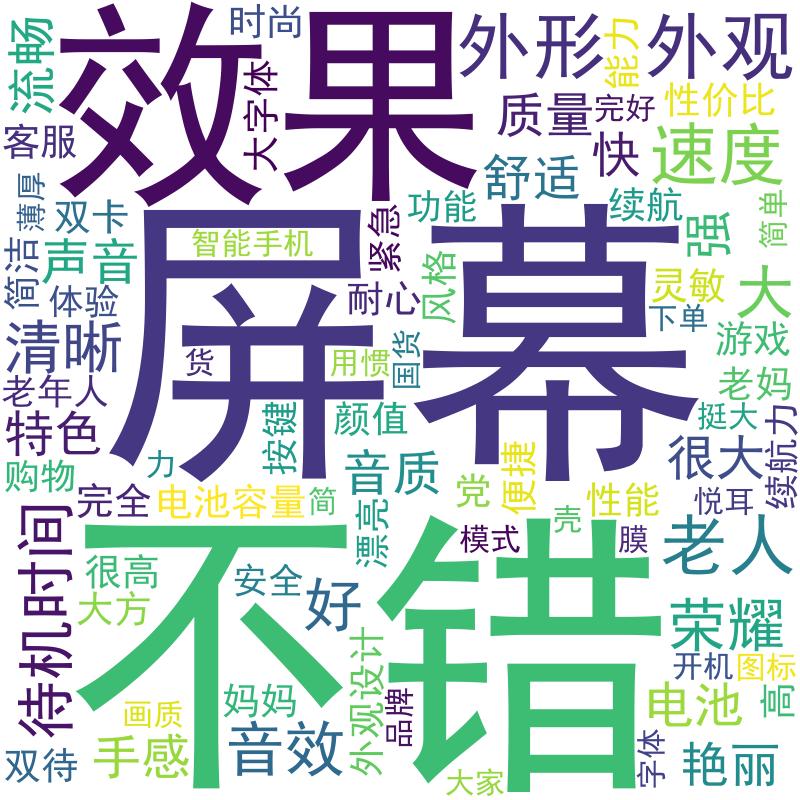 流畅
效果
时尚
大字体
外形
能力
外观
客服
质量
完好
性价比
薄厚
双卡
舒适
快
速度
屏幕
智能手机
紧急
功能
续航
强
简单
简洁
声音
体验
耐心
风格
灵敏
大
下单
清晰
货
用惯
国货
游戏
老年人
老妈
特色
按键
颜值
挺大
续航力
购物
力
音质
党
便捷
很大
完全
电池容量
简
漂亮
性能
悦耳
待机时间
不错
模式
壳
膜
老人
很高
安全
好
大方
荣耀
外观设计
开机
图标
画质
妈妈
品牌
电池
高
双待
手感
音效
大家
字体
艳丽